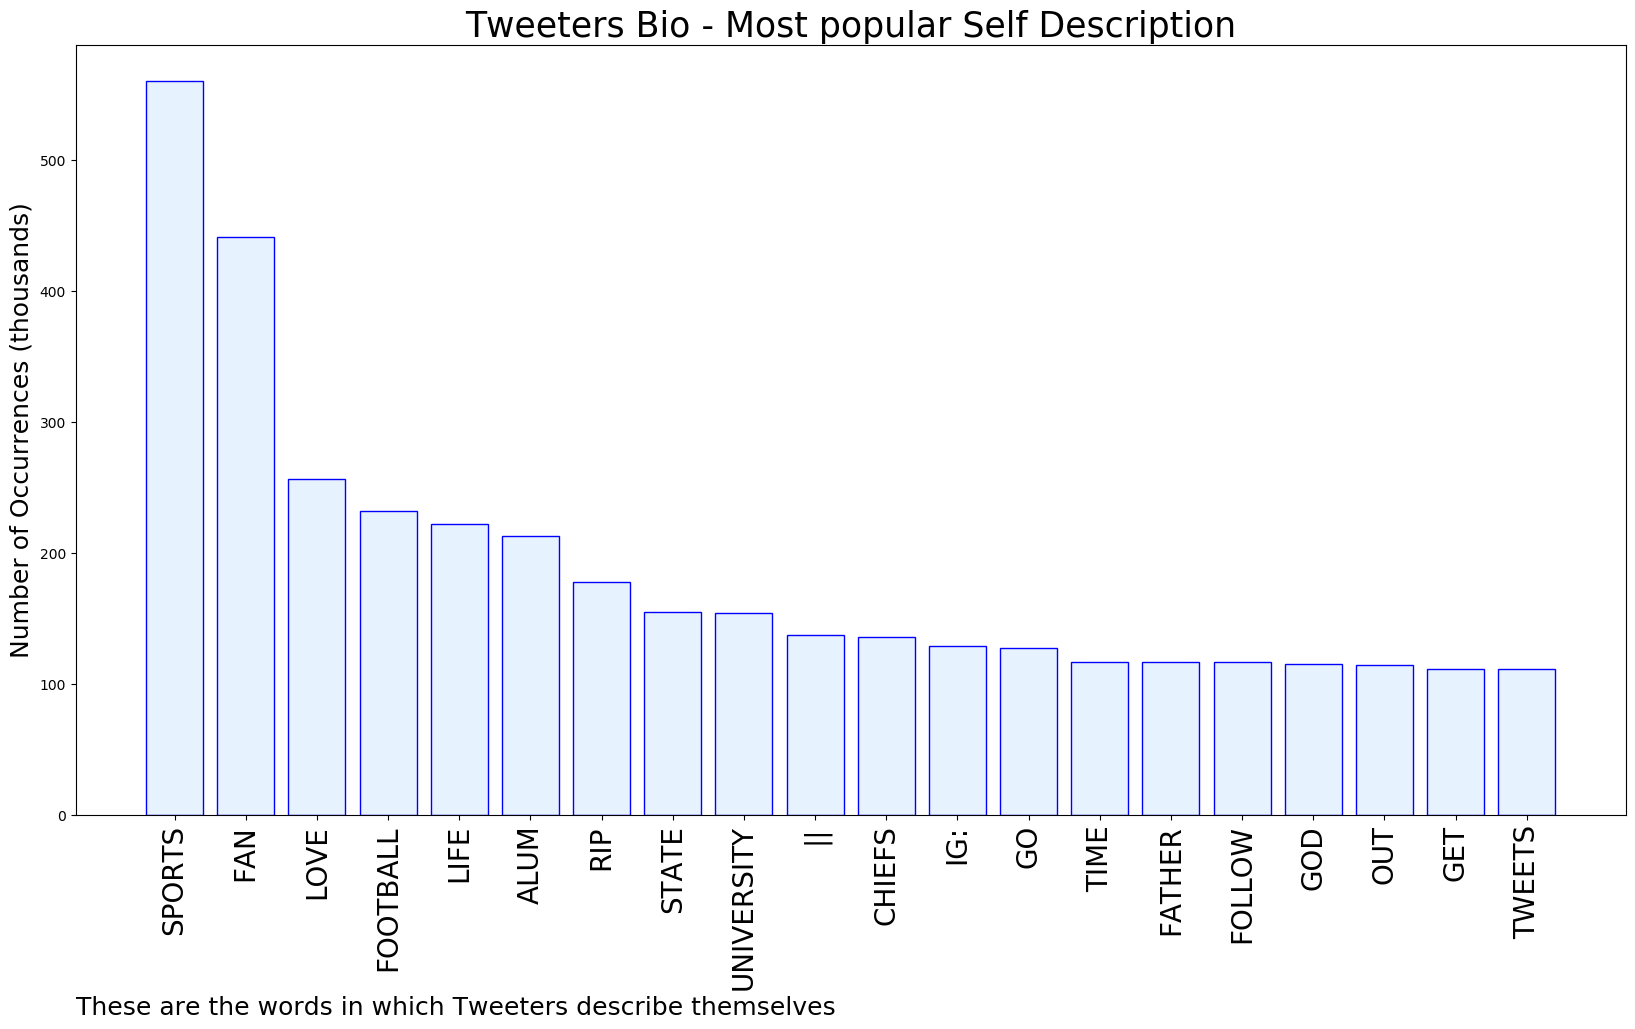 Tweeters Bio - Most popular Self Description
Number of Occurrences (thousands)
500
400
300
200
100
0
SPORTS
FAN
LOVE
FOOTBALL
LIFE
ALUM
RIP
STATE
UNIVERSITY
||
CHIEFS
IG:
GO
TIME
FATHER
FOLLOW
GOD
OUT
GET
TWEETS
These are the words in which Tweeters describe themselves